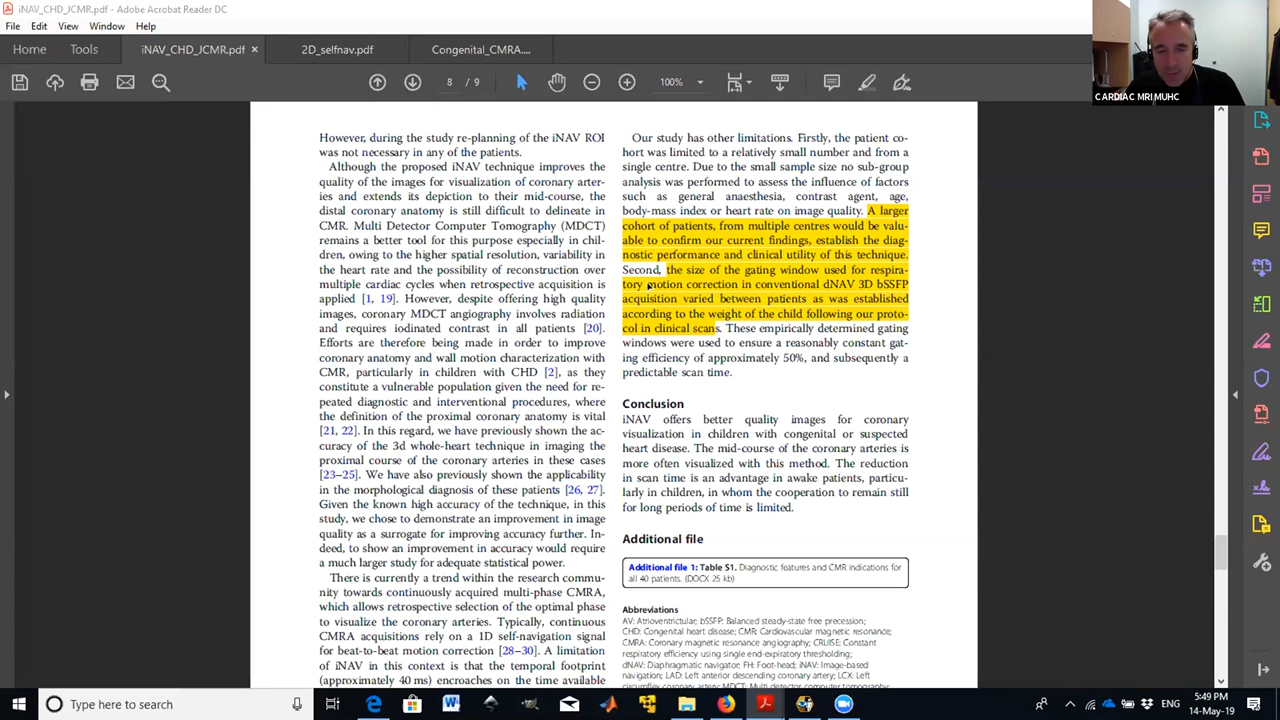 iNAV_CHD_JCMR.pdf - Adobe Acrobat Reader DC
File Edit View Window Help
Home Tools iNAV_CHD_JCMR.pdf × 2D_selfnav.pdf Congenital_CMRA....
8 / 9 100%
CARDIAC MRI MUHC
However, during the study re-planning of the iNAV ROI
was not necessary in any of the patients.
Although the proposed iNAV technique improves the
quality of the images for visualization of coronary arter-
ies and extends its depiction to their mid-course, the
distal coronary anatomy is still difficult to delineate in
CMR. Multi Detector Computer Tomography (MDCT)
remains a better tool for this purpose especially in chil-
dren, owing to the higher spatial resolution, variability in
the heart rate and the possibility of reconstruction over
multiple cardiac cycles when retrospective acquisition is
applied [1, 19]. However, despite offering high quality
images, coronary MDCT angiography involves radiation
and requires iodinated contrast in all patients [20].
Efforts are therefore being made in order to improve
coronary anatomy and wall motion characterization with
CMR, particularly in children with CHD [2], as they
constitute a vulnerable population given the need for re-
peated diagnostic and interventional procedures, where
the definition of the proximal coronary anatomy is vital
[21, 22]. In this regard, we have previously shown the ac-
curacy of the 3d whole-heart technique in imaging the
proximal course of the coronary arteries in these cases
[23–25]. We have also previously shown the applicability
in the morphological diagnosis of these patients [26, 27].
Given the known high accuracy of the technique, in this
study, we chose to demonstrate an improvement in image
quality as a surrogate for improving accuracy further. In-
deed, to show an improvement in accuracy would require
a much larger study for adequate statistical power.
There is currently a trend within the research commu-
nity towards continuously acquired multi-phase CMRA,
which allows retrospective selection of the optimal phase
to visualize the coronary arteries. Typically, continuous
CMRA acquisitions rely on a 1D self-navigation signal
for beat-to-beat motion correction [28–30]. A limitation
of iNAV in this context is that the temporal footprint
(approximately 40 ms) encroaches on the time available
Our study has other limitations. Firstly, the patient co-
hort was limited to a relatively small number and from a
single centre. Due to the small sample size no sub-group
analysis was performed to assess the influence of factors
such as general anaesthesia, contrast agent, age,
body-mass index or heart rate on image quality. A larger
cohort of patients, from multiple centres would be valu-
able to confirm our current findings, establish the diag-
nostic performance and clinical utility of this technique.
Second, the size of the gating window used for respira-
tory motion correction in conventional dNAV 3D bSSFP
acquisition varied between patients as was established
according to the weight of the child following our proto-
col in clinical scans. These empirically determined gating
windows were used to ensure a reasonably constant gat-
ing efficiency of approximately 50%, and subsequently a
predictable scan time.
Conclusion
iNAV offers better quality images for coronary
visualization in children with congenital or suspected
heart disease. The mid-course of the coronary arteries is
more often visualized with this method. The reduction
in scan time is an advantage in awake patients, particu-
larly in children, in whom the cooperation to remain still
for long periods of time is limited.
Additional file
Additional file 1: Table S1. Diagnostic features and CMR indications for
all 40 patients. (DOCX 25 kb)
Abbreviations
AV: Atrioventrictular; bSSFP: Balanced steady-state free precession;
CHD: Congenital heart disease; CMR: Cardiovascular magnetic resonance;
CMRA: Coronary magnetic resonance angiography; CRUISE: Constant
respiratory efficiency using single end-expiratory thresholding;
dNAV: Diaphragmatic navigator; FH: Foot-head; iNAV: Image-based
navigation; LAD: Left anterior descending coronary artery; LCX: Left
circumflex coronary artery; MDCT: Multi detector computer tomography;
Type here to search
ENG
5:49 PM
14-May-19